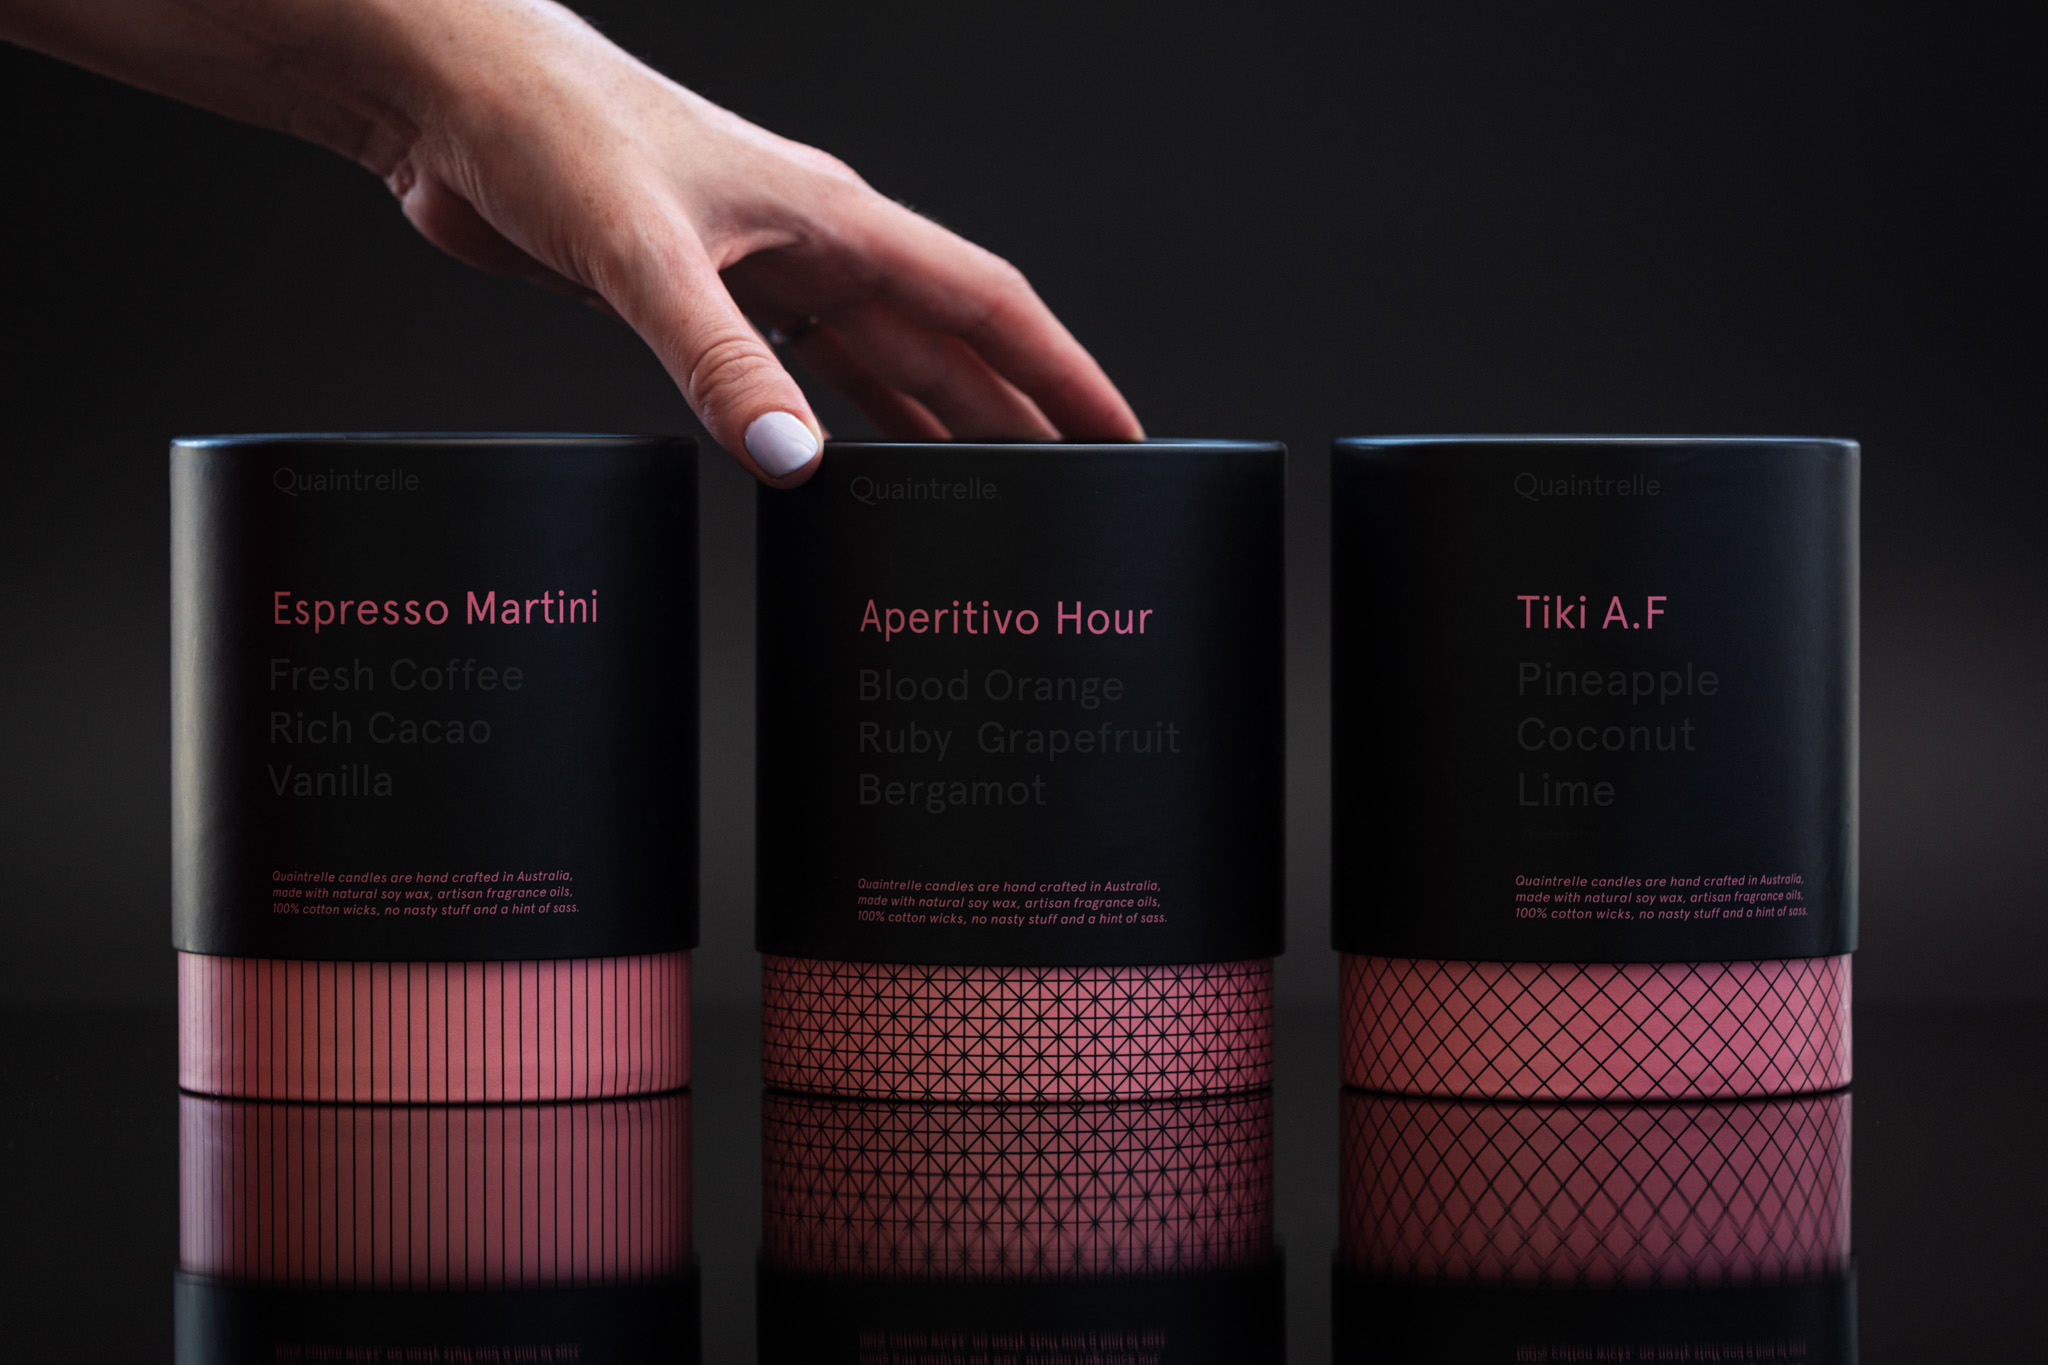 Quaintrelle
Espresso Martini
Fresh Coffee
Rich Cacao
Vanilla
Quaintrelle candles are hand crafted in Australia,
made with natural soy wax, artisan fragrance oils,
100% cotton wicks, no nasty stuff and a hint of sass.
Quaintrelle
Aperitivo Hour
Blood Orange
Ruby Grapefruit
Bergamot
Quaintrelle candles are hand crafted in Australia,
made with natural soy wax, artisan fragrance oils,
100% cotton wicks, no nasty stuff and a hint of sass.
Quaintrelle
Tiki A.F
Pineapple
Coconut
Lime
Quaintrelle candles are hand crafted in Australia,
made with natural soy wax, artisan fragrance oils,
100% cotton wicks, no nasty stuff and a hint of sass.